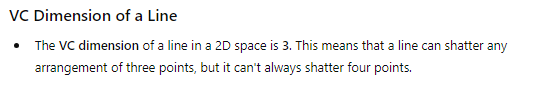 VC Dimension of a Line
• The VC dimension of a line in a 2D space is 3. This means that a line can shatter any
arrangement of three points, but it can't always shatter four points.